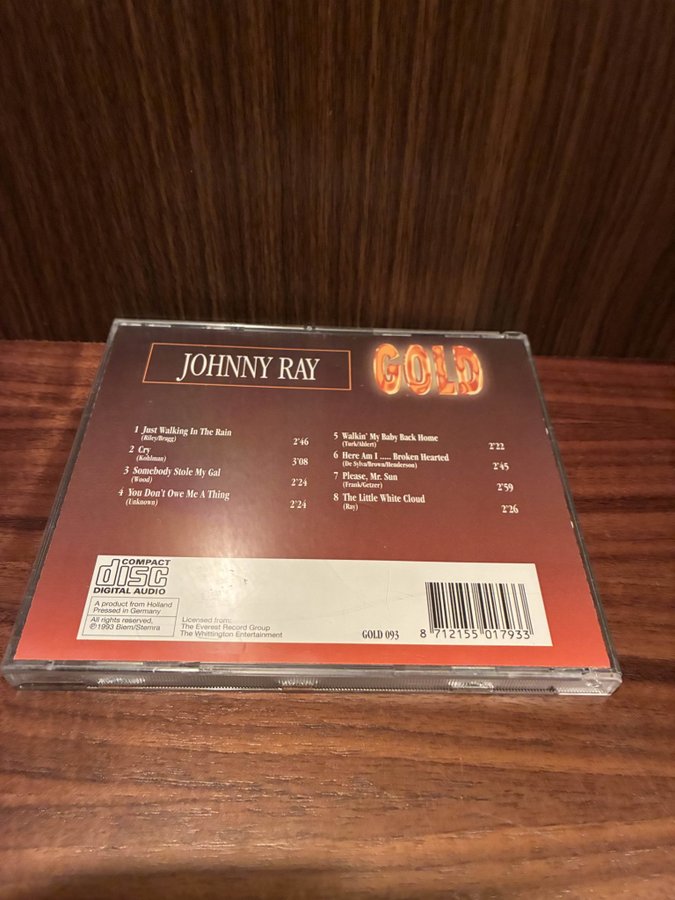 JOHNNY RAY
GOLD
1 Just Walking In The Rain
(Riley/Bragg)
2'46
2 Cry
(Kohlman)
3'08
3 Somebody Stole My Gal
(Wood)
2'24
4 You Don't Owe Me A Thing
(Unknown)
2'24
5 Walkin' My Baby Back Home
(Turk/Ahlert)
2'22
6 Here Am I ..... Broken Hearted
(De Sylva/Brown/Henderson)
2'45
7 Please, Mr. Sun
(Frank/Getzer)
2'59
8 The Little White Cloud
(Ray)
2'26
COMPACT
disc
DIGITAL AUDIO
A product from Holland
Pressed in Germany
All rights reserved,
℗1993 Biem/Stemra
Licensed from:
The Everest Record Group
The Whittington Entertainment
GOLD 093
8 712155 017933